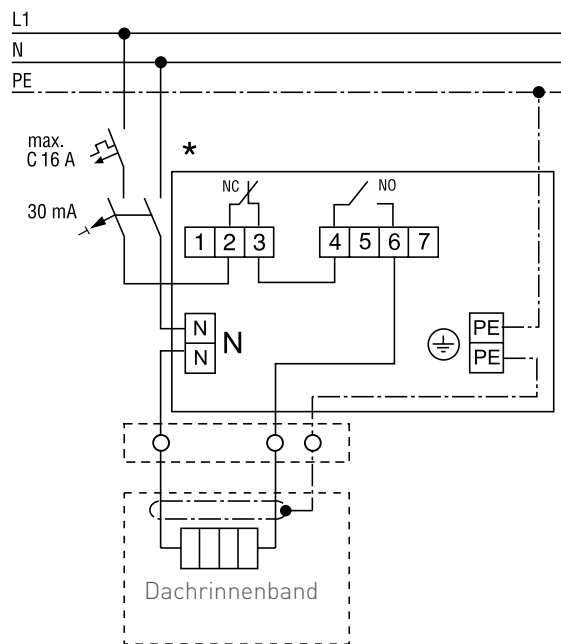 L1
N
PE
max.
C 16 A
*
30 mA
NC
NO
1 2 3
4 5 6 7
N
N
N
PE
PE
Dachrinnenband